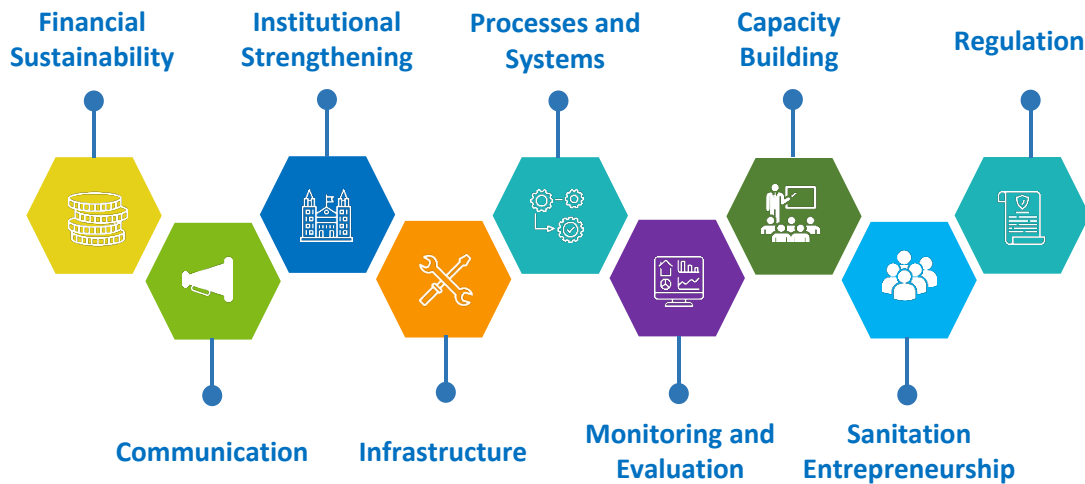 Financial
Sustainability
Institutional
Strengthening
Processes and
Systems
Capacity
Building
Regulation
Communication
Infrastructure
Monitoring and
Evaluation
Sanitation
Entrepreneurship